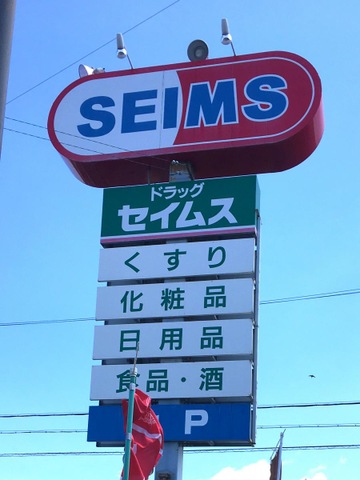 SEIMS
ドラッグ
セイムス
くすり
化粧品
日用品
食品・酒
P